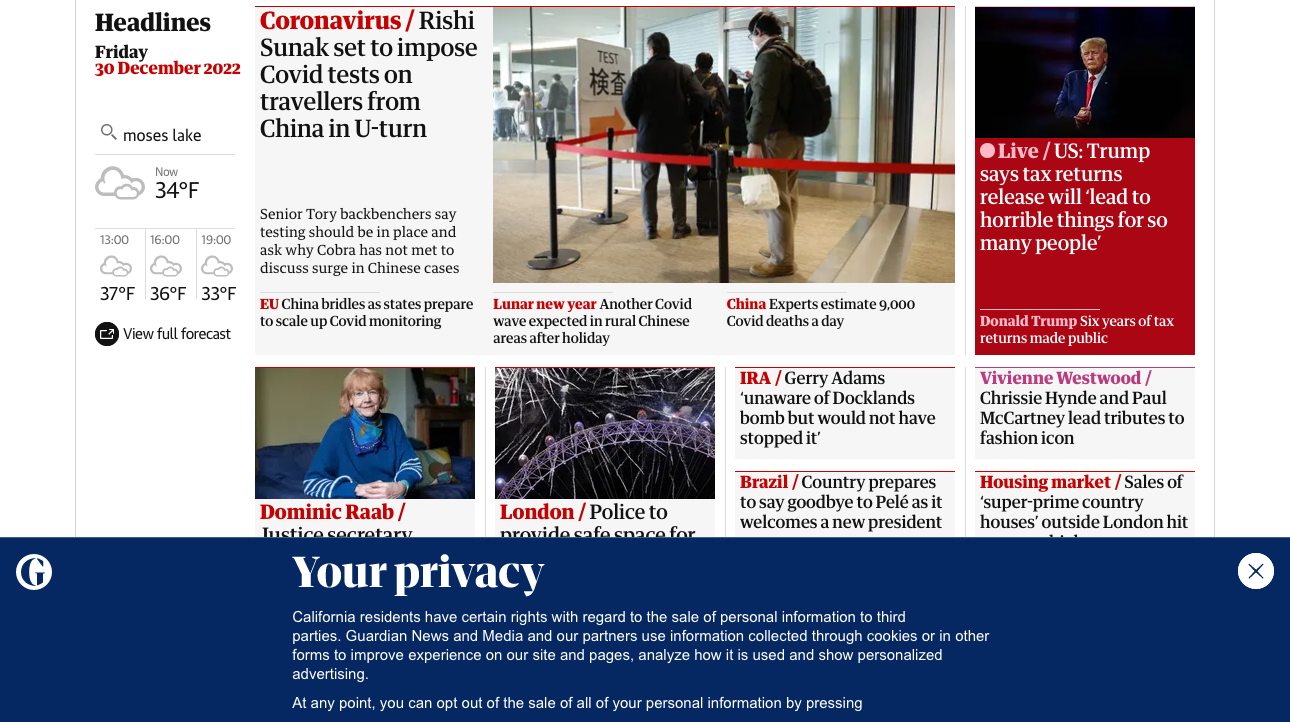 Headlines
Friday
30 December 2022
moses lake
Now
34°F
13:00
16:00
19:00
37°F
36°F
33°F
View full forecast
Coronavirus / Rishi
Sunak set to impose
Covid tests on
travellers from
China in U-turn
Senior Tory backbenchers say
testing should be in place and
ask why Cobra has not met to
discuss surge in Chinese cases
TEST
検査
EU China bridles as states prepare
to scale up Covid monitoring
Lunar new year Another Covid
wave expected in rural Chinese
areas after holiday
China Experts estimate 9,000
Covid deaths a day
Live / US: Trump
says tax returns
release will ‘lead to
horrible things for so
many people’
Donald Trump Six years of tax
returns made public
Dominic Raab /
Justice secretary
London / Police to
provide safe space for
IRA / Gerry Adams
‘unaware of Docklands
bomb but would not have
stopped it’
Brazil / Country prepares
to say goodbye to Pelé as it
welcomes a new president
Vivienne Westwood /
Chrissie Hynde and Paul
McCartney lead tributes to
fashion icon
Housing market / Sales of
‘super-prime country
houses’ outside London hit
G
Your privacy
California residents have certain rights with regard to the sale of personal information to third
parties. Guardian News and Media and our partners use information collected through cookies or in other
forms to improve experience on our site and pages, analyze how it is used and show personalized
advertising.
At any point, you can opt out of the sale of all of your personal information by pressing